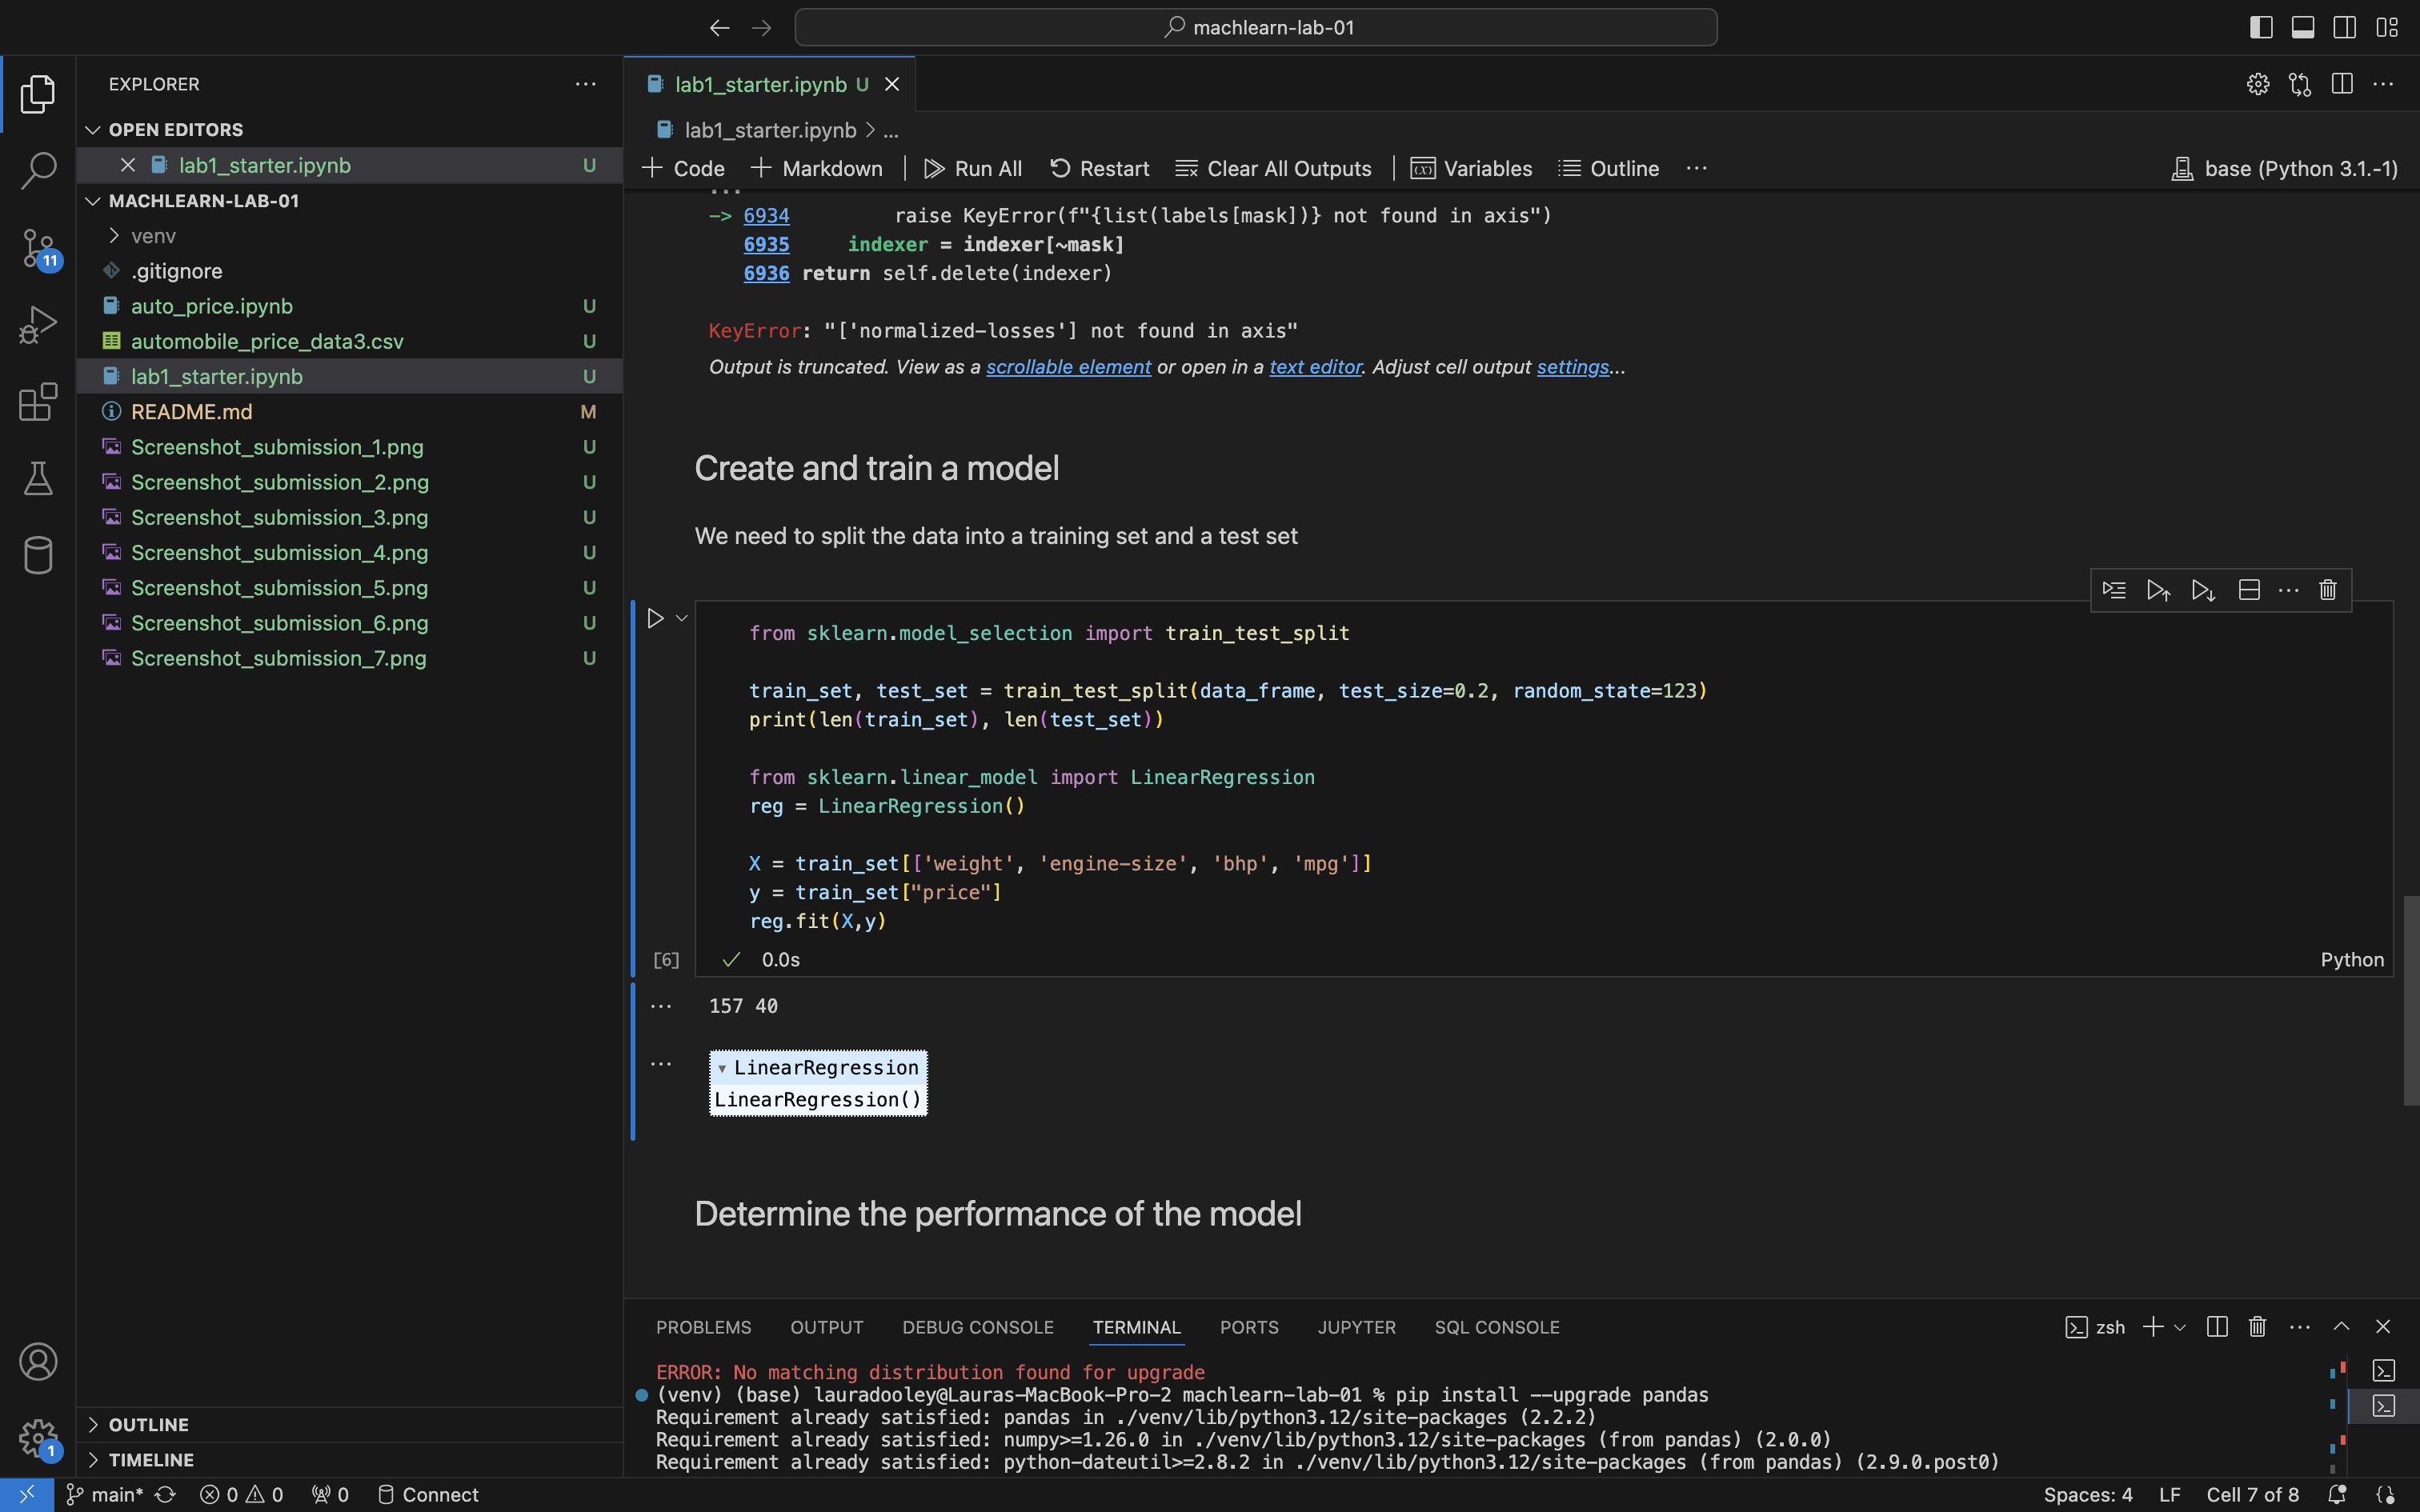 machlearn-lab-01
EXPLORER
OPEN EDITORS
lab1_starter.ipynb U
MACHLEARN-LAB-01
venv
.gitignore
auto_price.ipynb U
automobile_price_data3.csv U
lab1_starter.ipynb U
README.md M
Screenshot_submission_1.png U
Screenshot_submission_2.png U
Screenshot_submission_3.png U
Screenshot_submission_4.png U
Screenshot_submission_5.png U
Screenshot_submission_6.png U
Screenshot_submission_7.png U
OUTLINE
TIMELINE
11
1
lab1_starter.ipynb U
lab1_starter.ipynb > ...
Code Markdown Run All Restart Clear All Outputs Variables Outline ... base (Python 3.1.-1)
...
-> 6934 raise KeyError(f"{list(labels[mask])} not found in axis")
6935 indexer = indexer[~mask]
6936 return self.delete(indexer)
KeyError: "['normalized-losses'] not found in axis"
Output is truncated. View as a scrollable element or open in a text editor. Adjust cell output settings...
Create and train a model
We need to split the data into a training set and a test set
from sklearn.model_selection import train_test_split
train_set, test_set = train_test_split(data_frame, test_size=0.2, random_state=123)
print(len(train_set), len(test_set))
from sklearn.linear_model import LinearRegression
reg = LinearRegression()
X = train_set[['weight', 'engine-size', 'bhp', 'mpg']]
y = train_set["price"]
reg.fit(X,y)
[6] 0.0s Python
157 40
LinearRegression
LinearRegression()
Determine the performance of the model
PROBLEMS OUTPUT DEBUG CONSOLE TERMINAL PORTS JUPYTER SQL CONSOLE zsh
ERROR: No matching distribution found for upgrade
(venv) (base) lauradooley@Lauras-MacBook-Pro-2 machlearn-lab-01 % pip install --upgrade pandas
Requirement already satisfied: pandas in ./venv/lib/python3.12/site-packages (2.2.2)
Requirement already satisfied: numpy>=1.26.0 in ./venv/lib/python3.12/site-packages (from pandas) (2.0.0)
Requirement already satisfied: python-dateutil>=2.8.2 in ./venv/lib/python3.12/site-packages (from pandas) (2.9.0.post0)
main* 0 0 0 Connect Spaces: 4 LF Cell 7 of 8